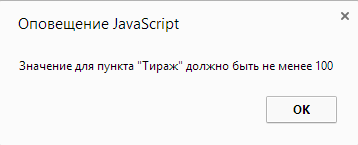 Оповещение JavaScript
Значение для пункта "Тираж" должно быть не менее 100
OK